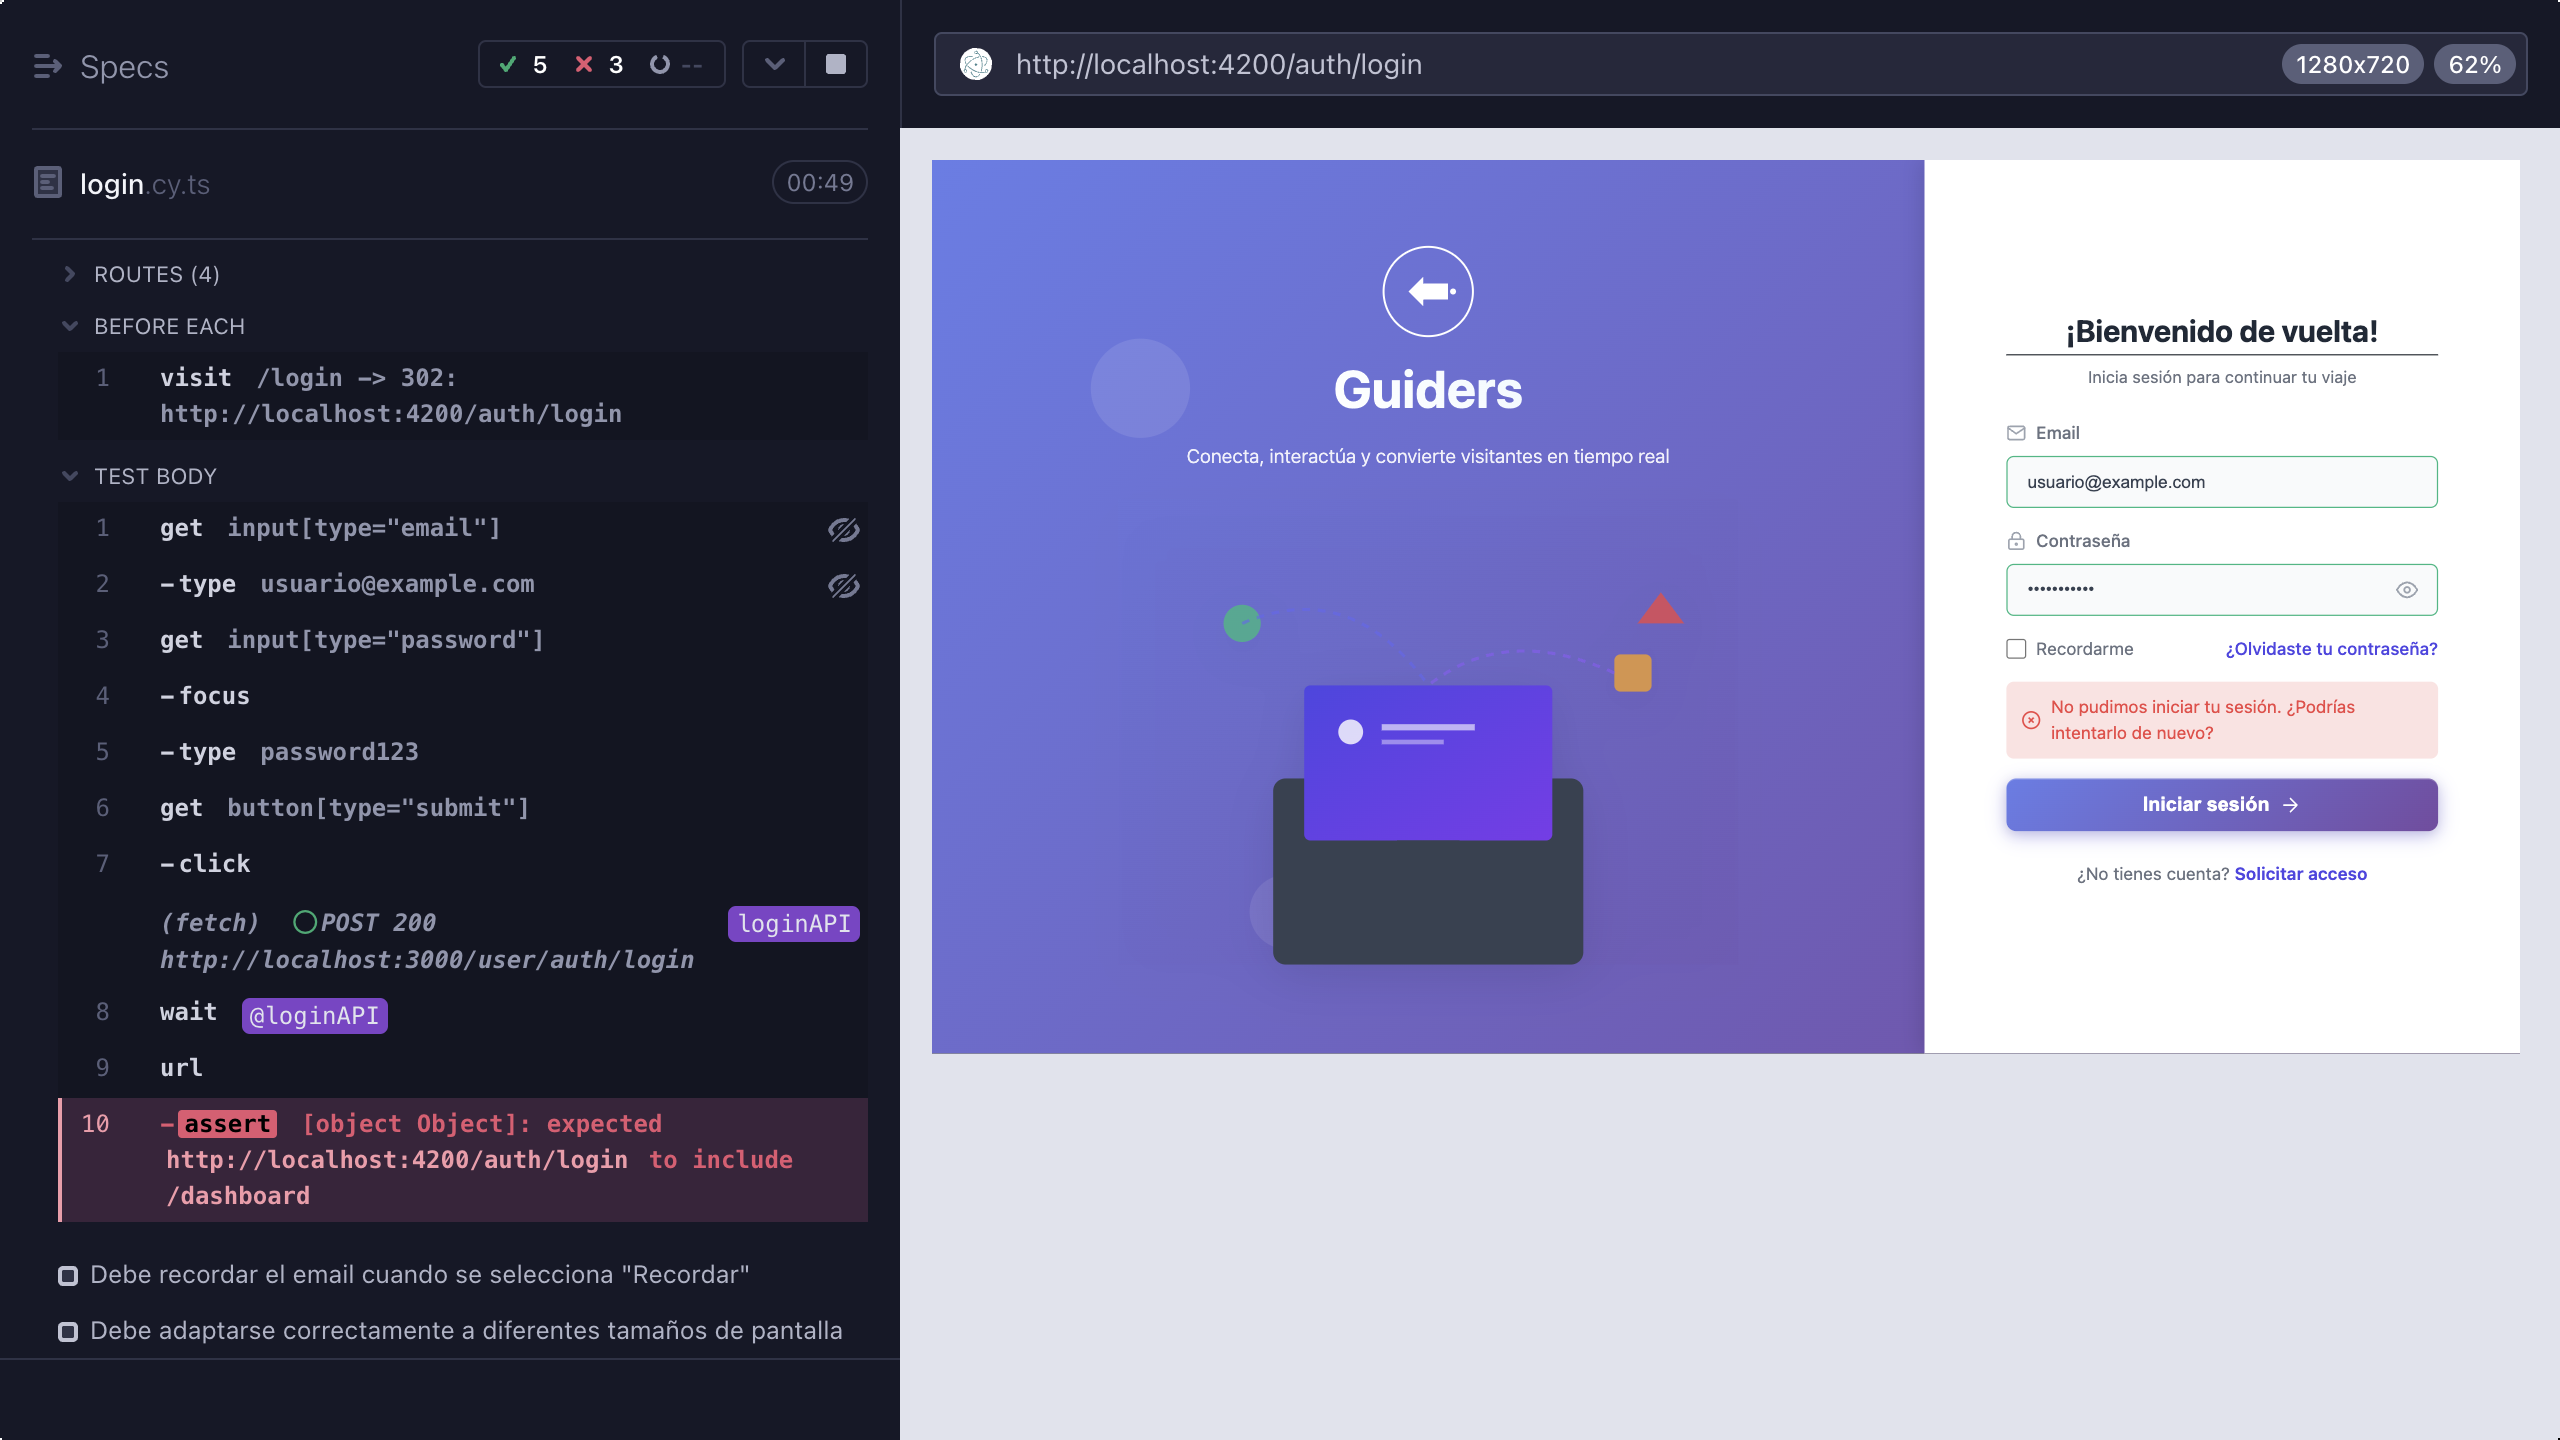 Specs
5 3 --
login.cy.ts
00:49
ROUTES (4)
BEFORE EACH
1 visit /login -> 302:
http://localhost:4200/auth/login
TEST BODY
1 get input[type="email"]
2 -type usuario@example.com
3 get input[type="password"]
4 -focus
5 -type password123
6 get button[type="submit"]
7 -click
(fetch) POST 200 loginAPI
http://localhost:3000/user/auth/login
8 wait @loginAPI
9 url
10 -assert [object Object]: expected
http://localhost:4200/auth/login to include
/dashboard
Debe recordar el email cuando se selecciona "Recordar"
Debe adaptarse correctamente a diferentes tamaños de pantalla
http://localhost:4200/auth/login
1280x720 62%
Guiders
Conecta, interactúa y convierte visitantes en tiempo real
¡Bienvenido de vuelta!
Inicia sesión para continuar tu viaje
Email
usuario@example.com
Contraseña
•••••••••••
Recordarme ¿Olvidaste tu contraseña?
No pudimos iniciar tu sesión. ¿Podrías
intentarlo de nuevo?
Iniciar sesión →
¿No tienes cuenta? Solicitar acceso